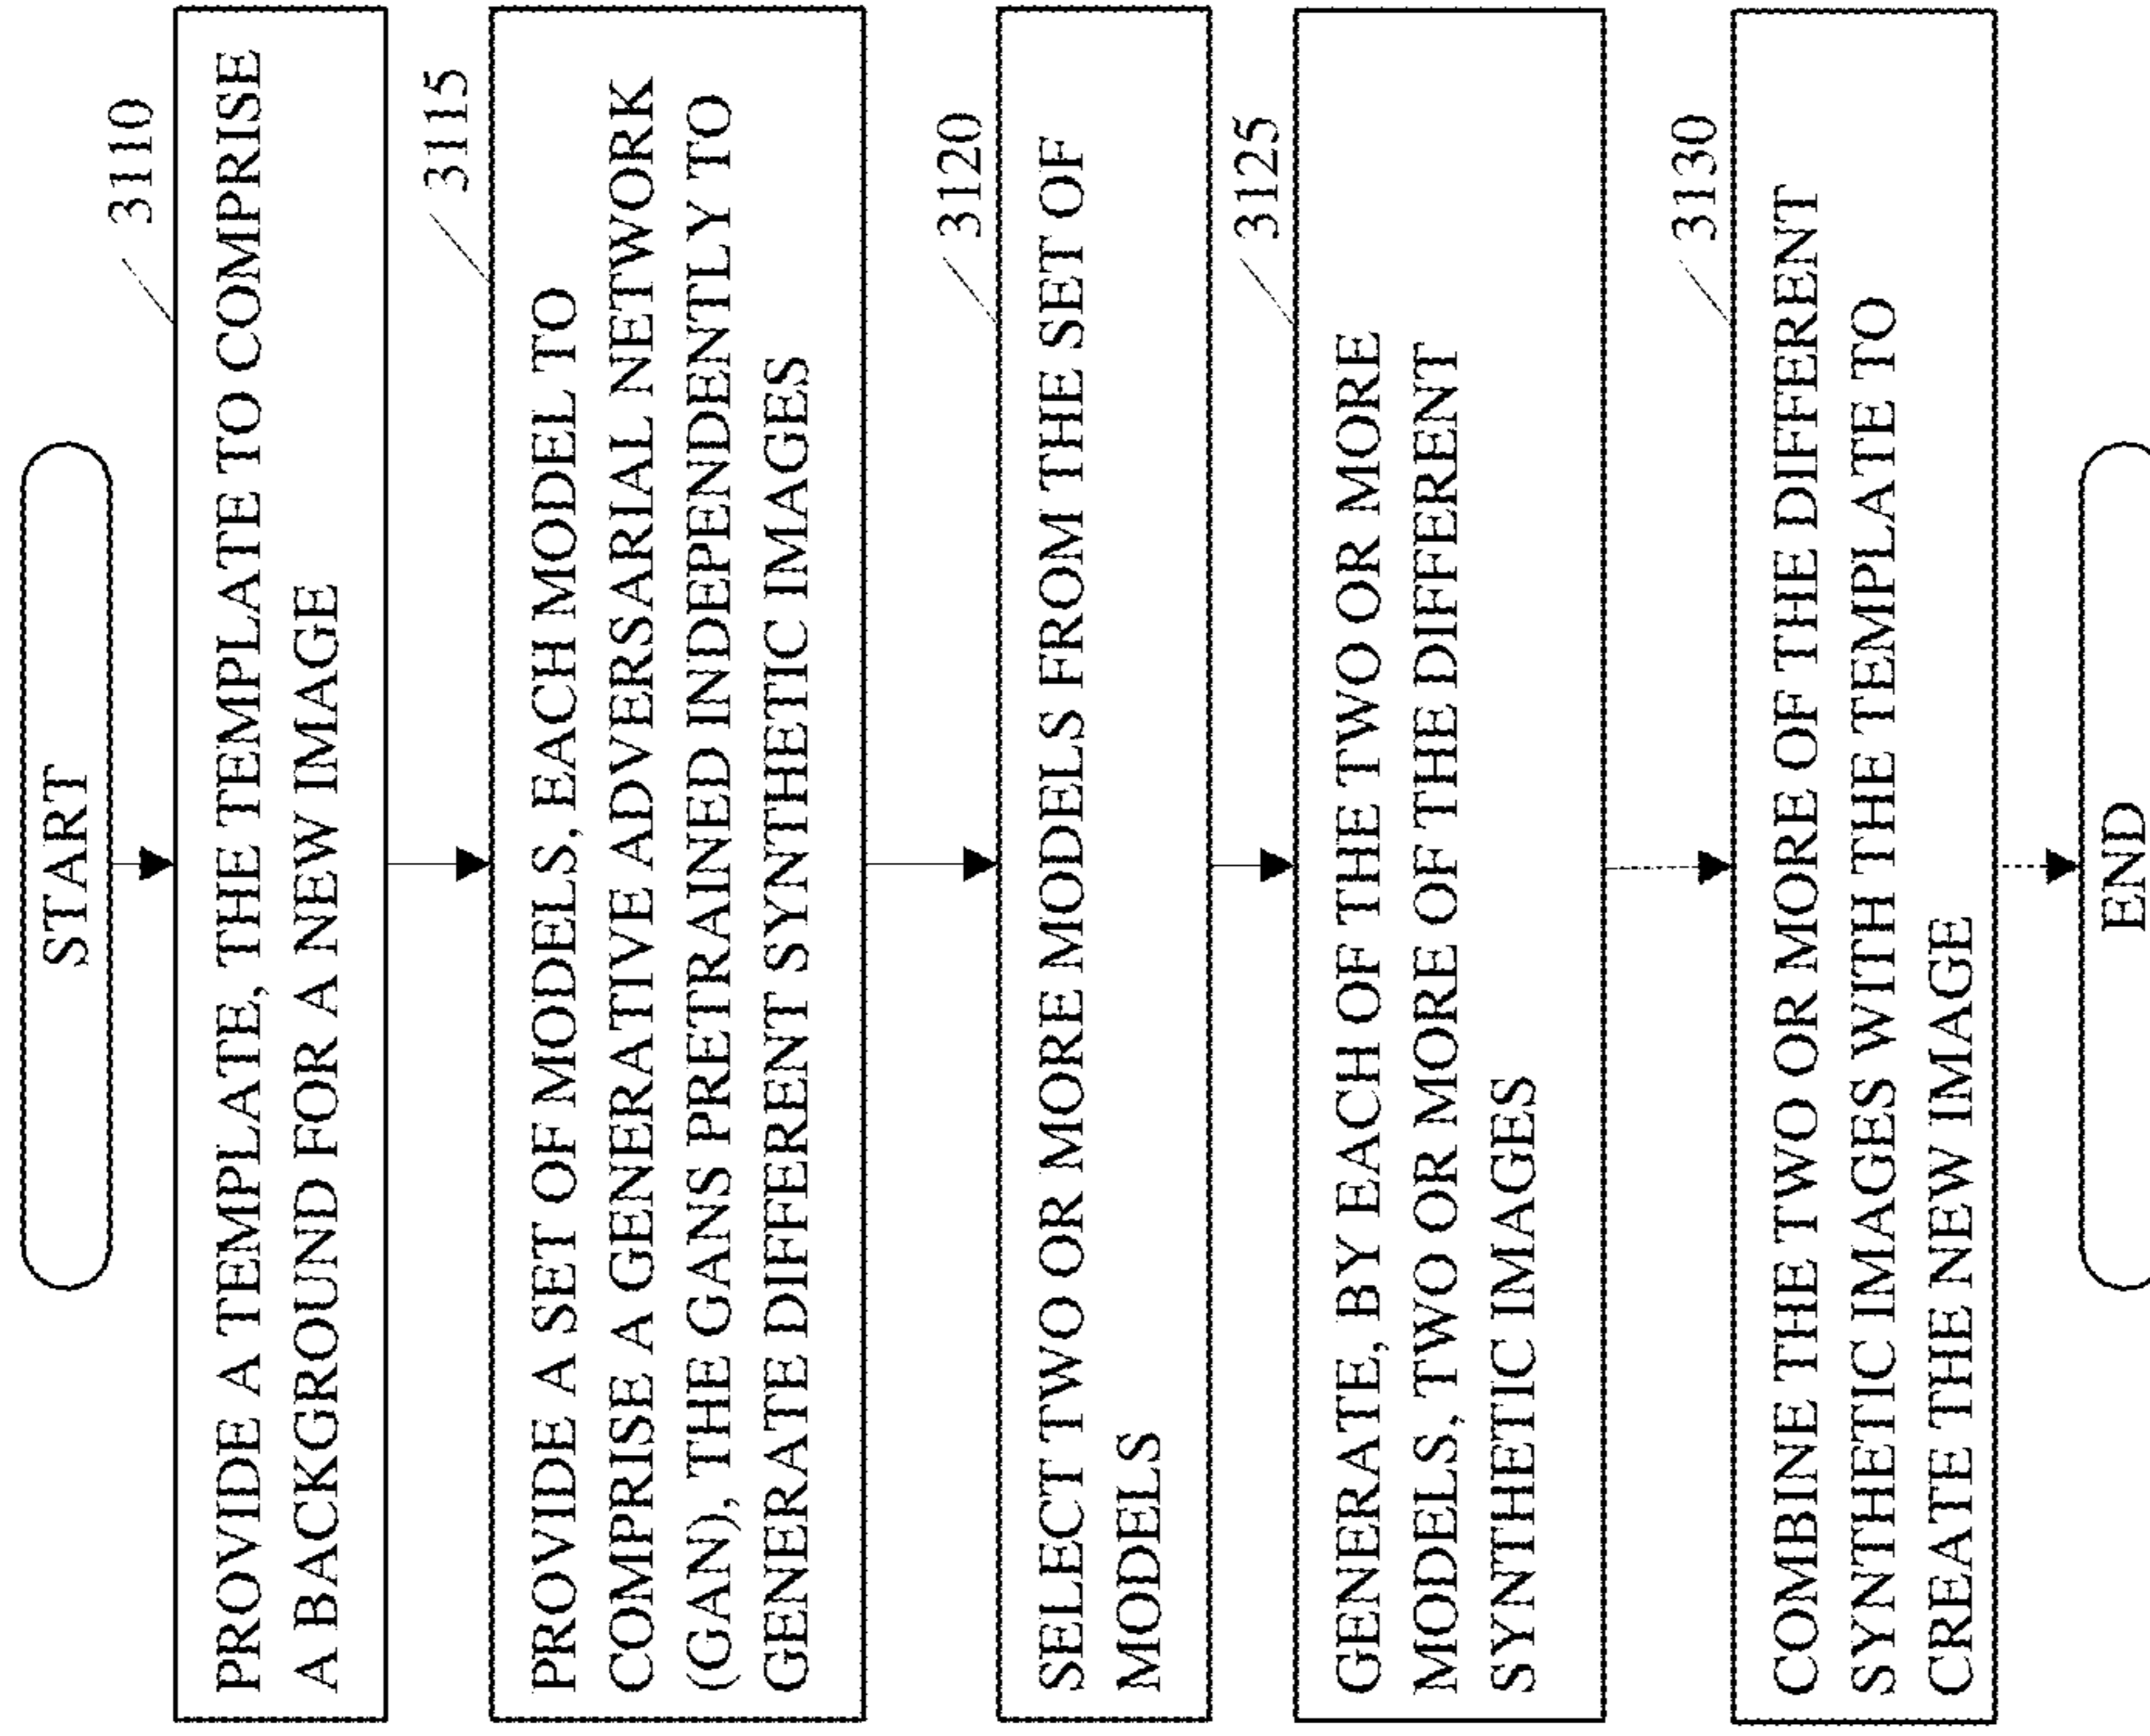 START
3110
PROVIDE A TEMPLATE, THE TEMPLATE TO COMPRISE
A BACKGROUND FOR A NEW IMAGE
3115
PROVIDE A SET OF MODELS, EACH MODEL TO
COMPRISE A GENERATIVE ADVERSARIAL NETWORK
(GAN), THE GANS PRETRAINED INDEPENDENTLY TO
GENERATE DIFFERENT SYNTHETIC IMAGES
3120
SELECT TWO OR MORE MODELS FROM THE SET OF
MODELS
3125
GENERATE, BY EACH OF THE TWO OR MORE
MODELS, TWO OR MORE OF THE DIFFERENT
SYNTHETIC IMAGES
3130
COMBINE THE TWO OR MORE OF THE DIFFERENT
SYNTHETIC IMAGES WITH THE TEMPLATE TO
CREATE THE NEW IMAGE
END